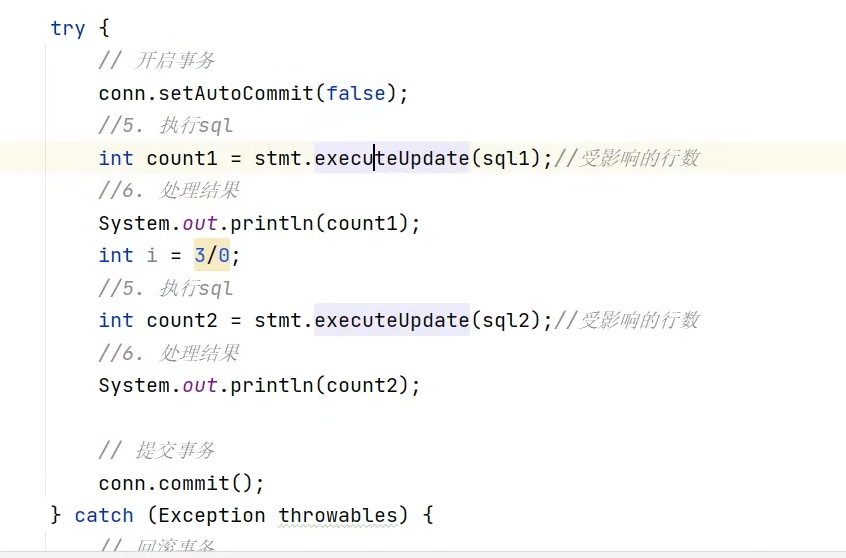 try {
// 开启事务
conn.setAutoCommit(false);
//5. 执行sql
int count1 = stmt.executeUpdate(sql1);//受影响的行数
//6. 处理结果
System.out.println(count1);
int i = 3/0;
//5. 执行sql
int count2 = stmt.executeUpdate(sql2);//受影响的行数
//6. 处理结果
System.out.println(count2);
// 提交事务
conn.commit();
} catch (Exception throwables) {
// 回滚事务